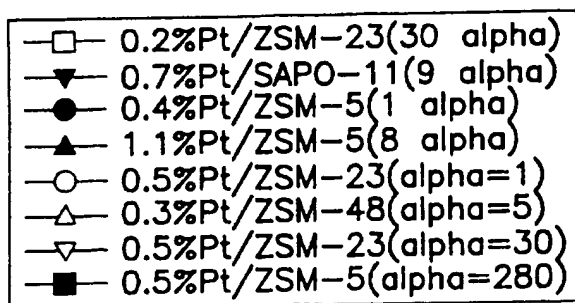 0.2%Pt/ZSM-23(30 alpha)
0.7%Pt/SAPO-11(9 alpha)
0.4%Pt/ZSM-5(1 alpha)
1.1%Pt/ZSM-5(8 alpha)
0.5%Pt/ZSM-23(alpha=1)
0.3%Pt/ZSM-48(alpha=5)
0.5%Pt/ZSM-23(alpha=30)
0.5%Pt/ZSM-5(alpha=280)